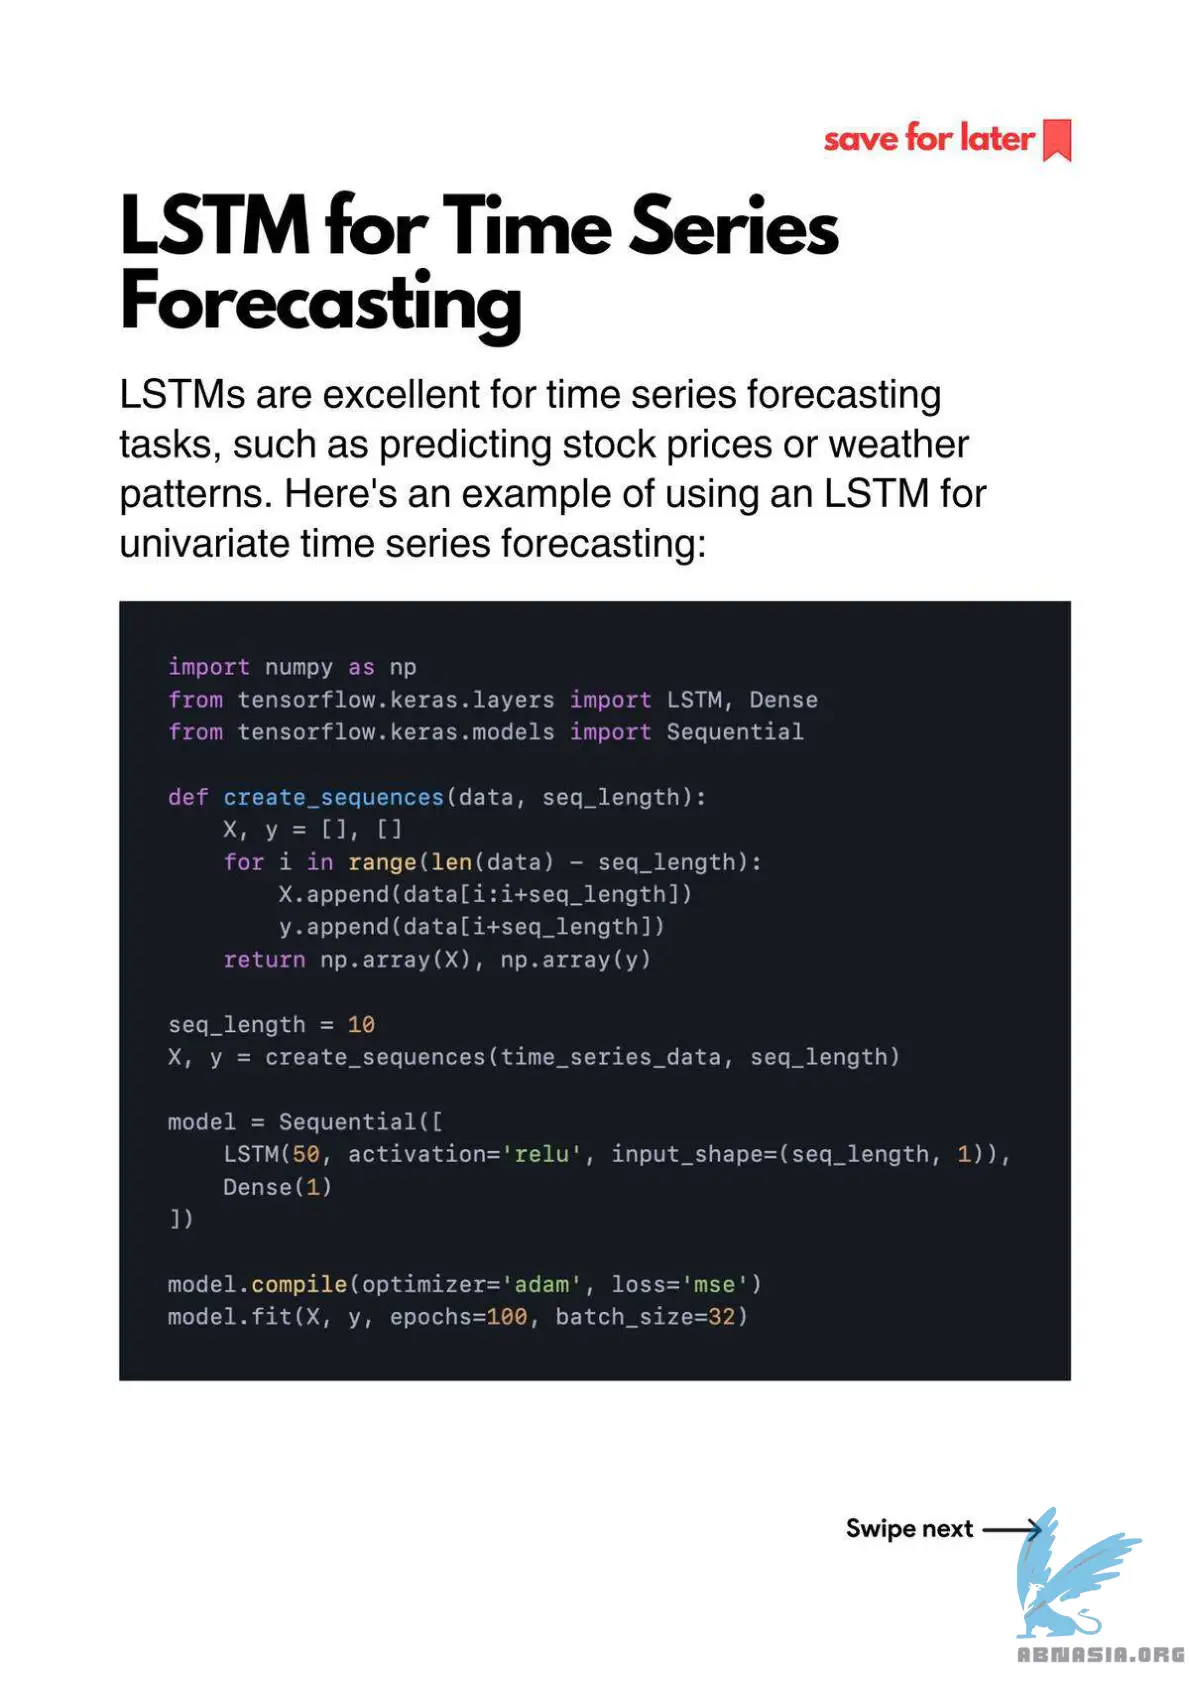 save for later
LSTM for Time Series
Forecasting
LSTMs are excellent for time series forecasting
tasks, such as predicting stock prices or weather
patterns. Here's an example of using an LSTM for
univariate time series forecasting:
import numpy as np
from tensorflow.keras.layers import LSTM, Dense
from tensorflow.keras.models import Sequential
def create_sequences(data, seq_length):
    X, y = [], []
    for i in range(len(data) - seq_length):
        X.append(data[i:i+seq_length])
        y.append(data[i+seq_length])
    return np.array(X), np.array(y)
seq_length = 10
X, y = create_sequences(time_series_data, seq_length)
model = Sequential([
    LSTM(50, activation='relu', input_shape=(seq_length, 1)),
    Dense(1)
])
model.compile(optimizer='adam', loss='mse')
model.fit(X, y, epochs=100, batch_size=32)
Swipe next
ABNASIA.ORG